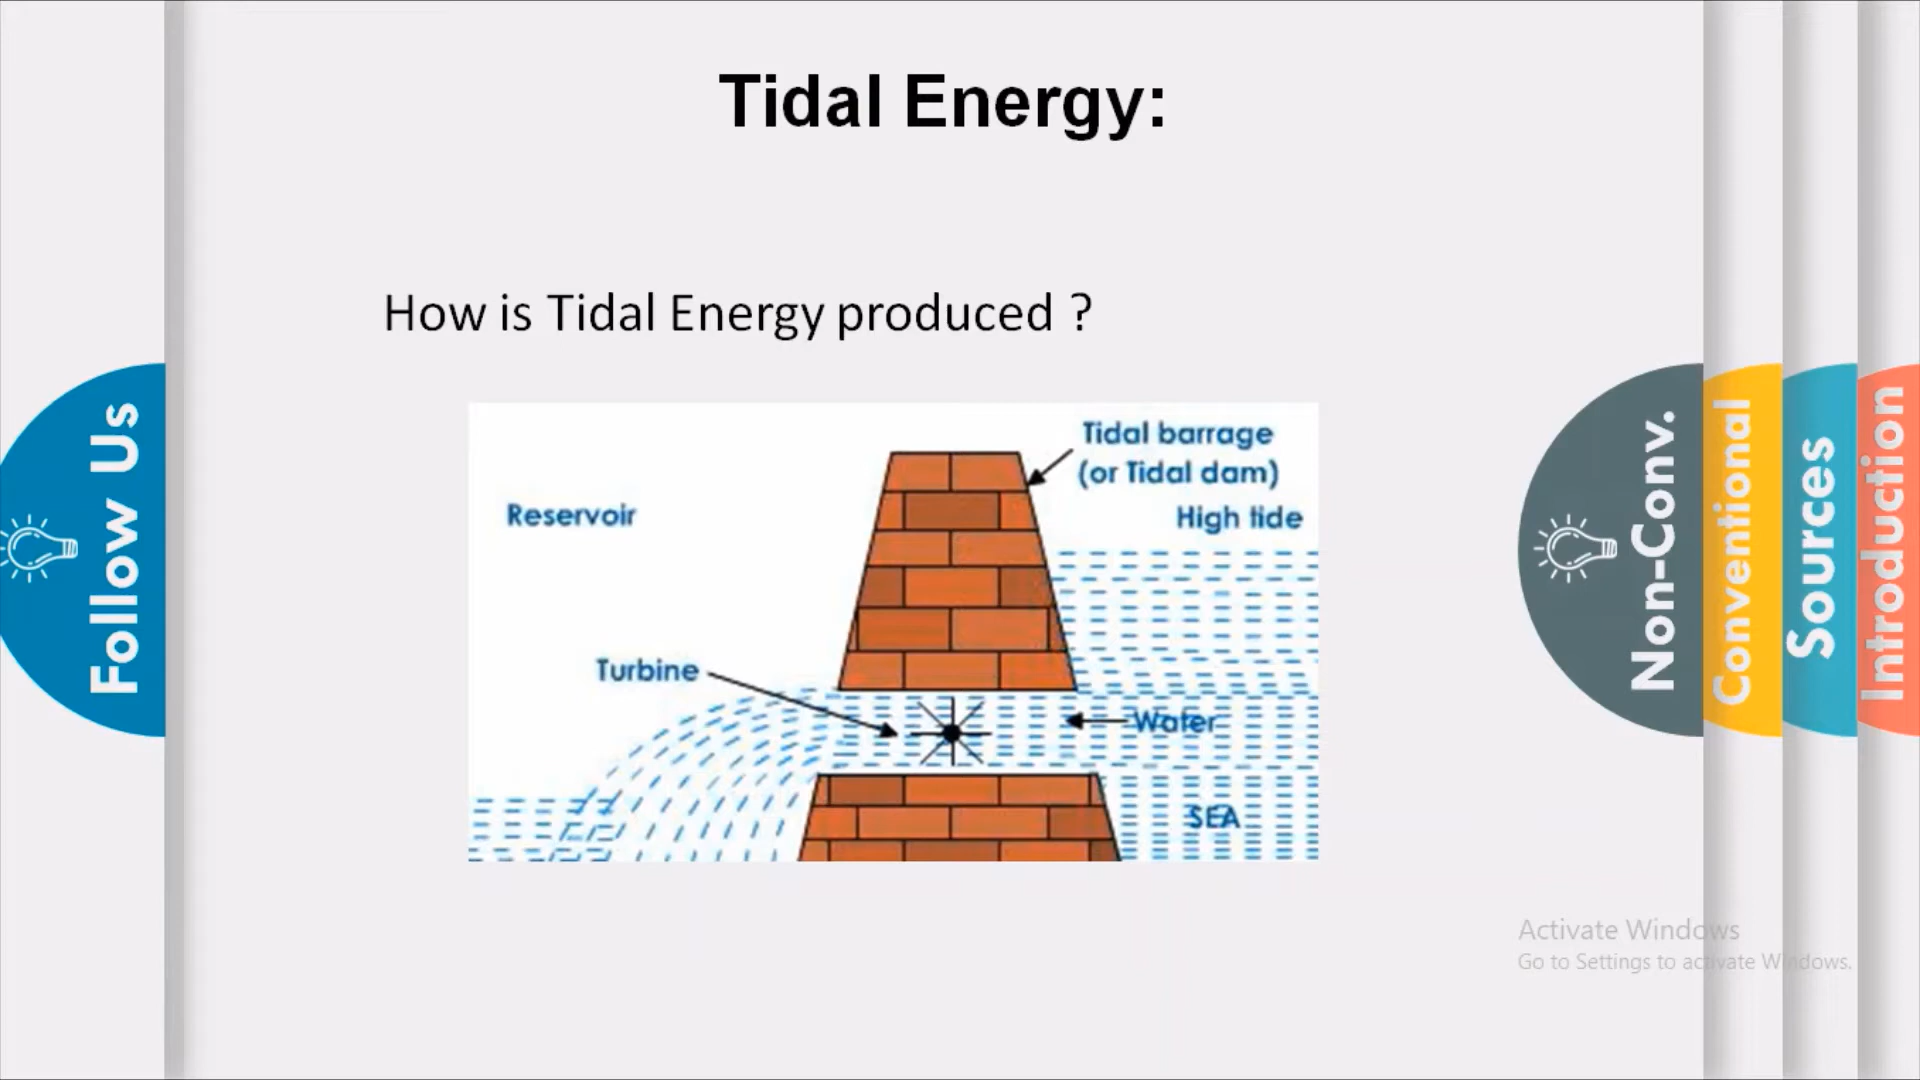 Tidal Energy:
How is Tidal Energy produced ?
Tidal barrage
(or Tidal dam)
Reservoir
High tide
Turbine
Water
SEA
Follow Us
Non-Conv.
Conventional
Sources
Introduction
Activate Windows
Go to Settings to activate Windows.